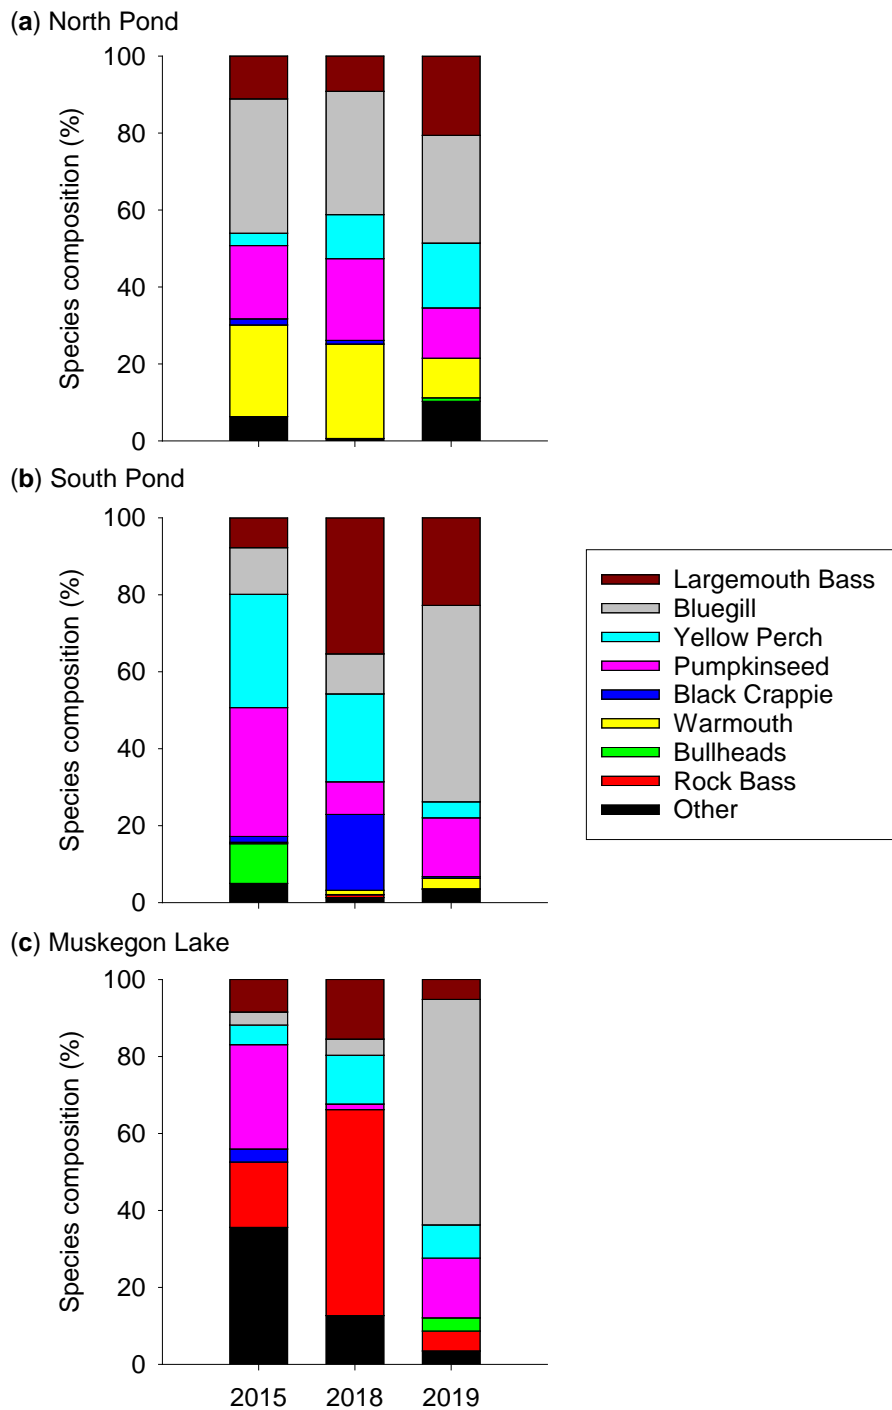 (a) North Pond
Species composition (%)
100
80
60
40
20
0
(b) South Pond
Species composition (%)
100
80
60
40
20
0
Largemouth Bass
Bluegill
Yellow Perch
Pumpkinseed
Black Crappie
Warmouth
Bullheads
Rock Bass
Other
(c) Muskegon Lake
Species composition (%)
100
80
60
40
20
0
2015 2018 2019